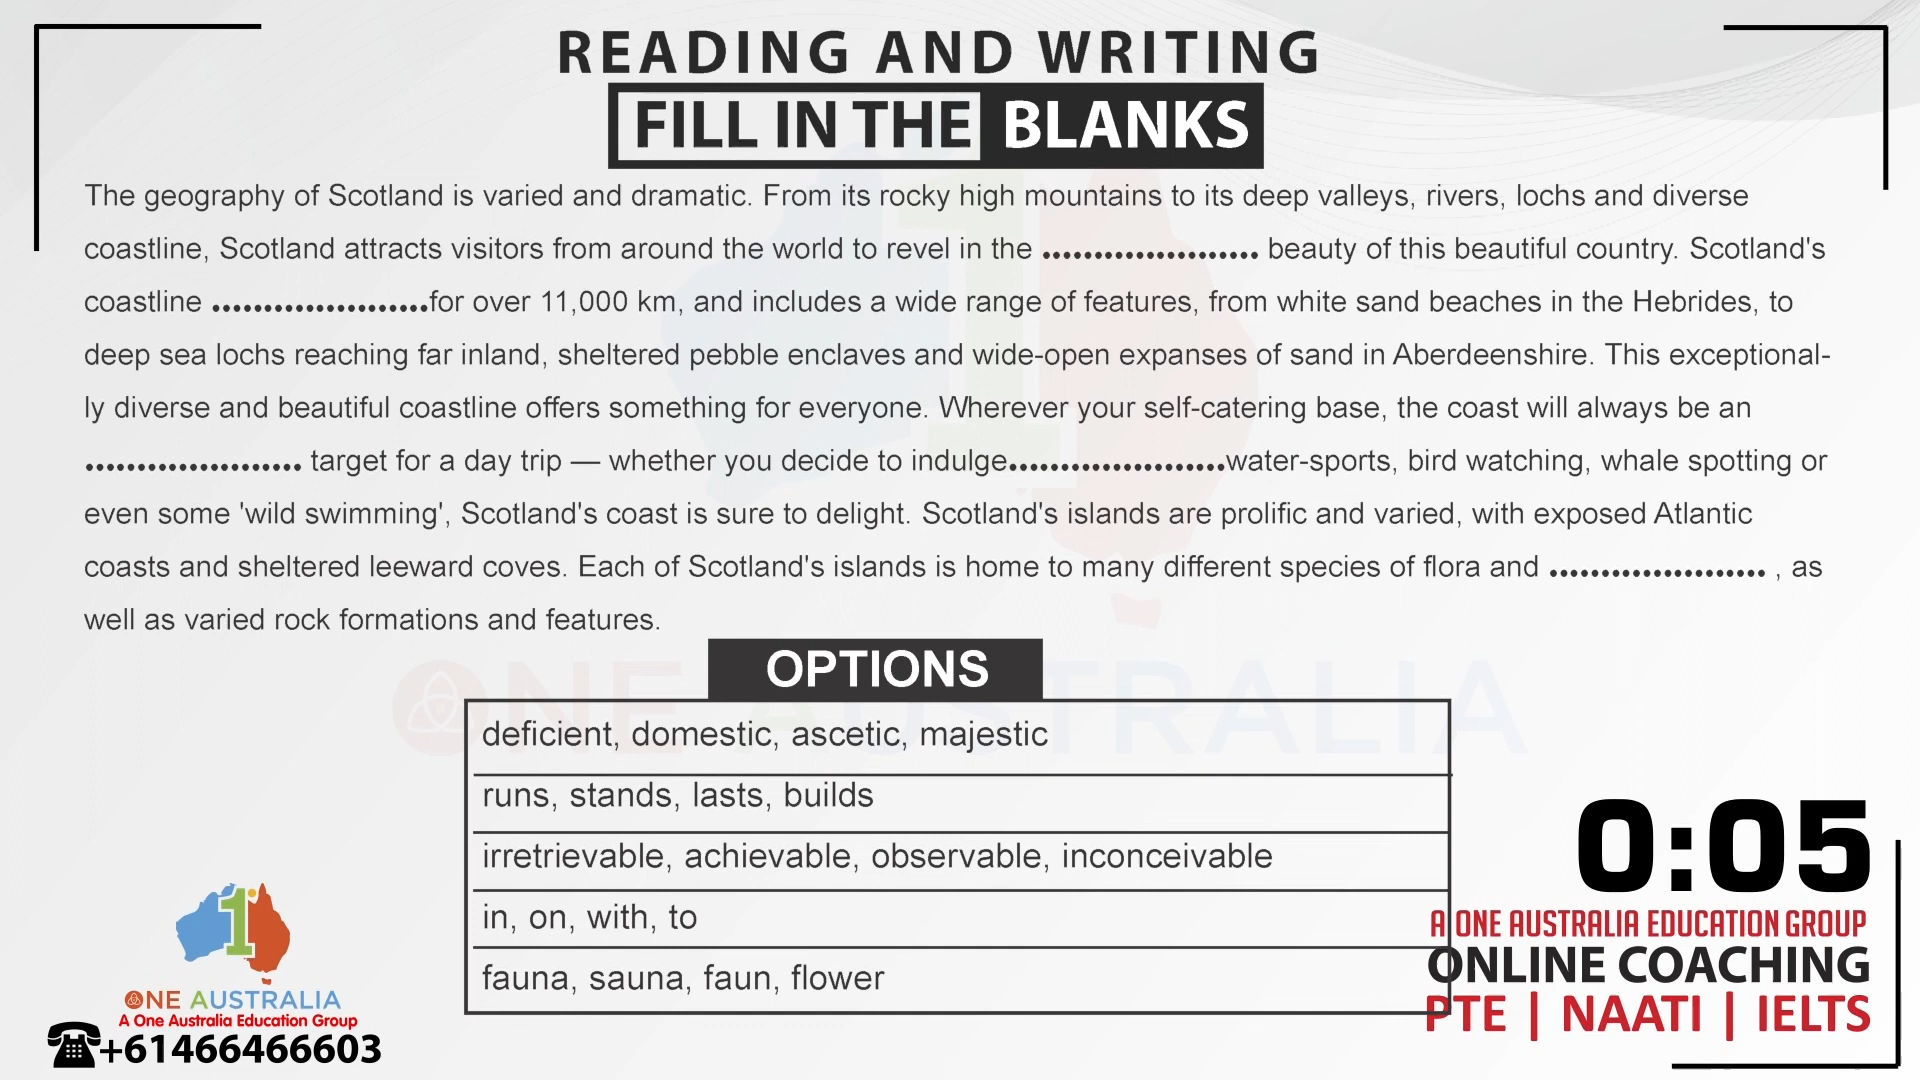 READING AND WRITING
FILL IN THE BLANKS
The geography of Scotland is varied and dramatic. From its rocky high mountains to its deep valleys, rivers, lochs and diverse
coastline, Scotland attracts visitors from around the world to revel in the ..................... beauty of this beautiful country. Scotland's
coastline .....................for over 11,000 km, and includes a wide range of features, from white sand beaches in the Hebrides, to
deep sea lochs reaching far inland, sheltered pebble enclaves and wide-open expanses of sand in Aberdeenshire. This exceptional-
ly diverse and beautiful coastline offers something for everyone. Wherever your self-catering base, the coast will always be an
..................... target for a day trip — whether you decide to indulge.....................water-sports, bird watching, whale spotting or
even some 'wild swimming', Scotland's coast is sure to delight. Scotland's islands are prolific and varied, with exposed Atlantic
coasts and sheltered leeward coves. Each of Scotland's islands is home to many different species of flora and ..................... , as
well as varied rock formations and features.
OPTIONS
ONE AUSTRALIA
deficient, domestic, ascetic, majestic
runs, stands, lasts, builds
irretrievable, achievable, observable, inconceivable
in, on, with, to
fauna, sauna, faun, flower
0:05
A ONE AUSTRALIA EDUCATION GROUP
ONLINE COACHING
PTE | NAATI | IELTS
1
ONE AUSTRALIA
A One Australia Education Group
+61466466603